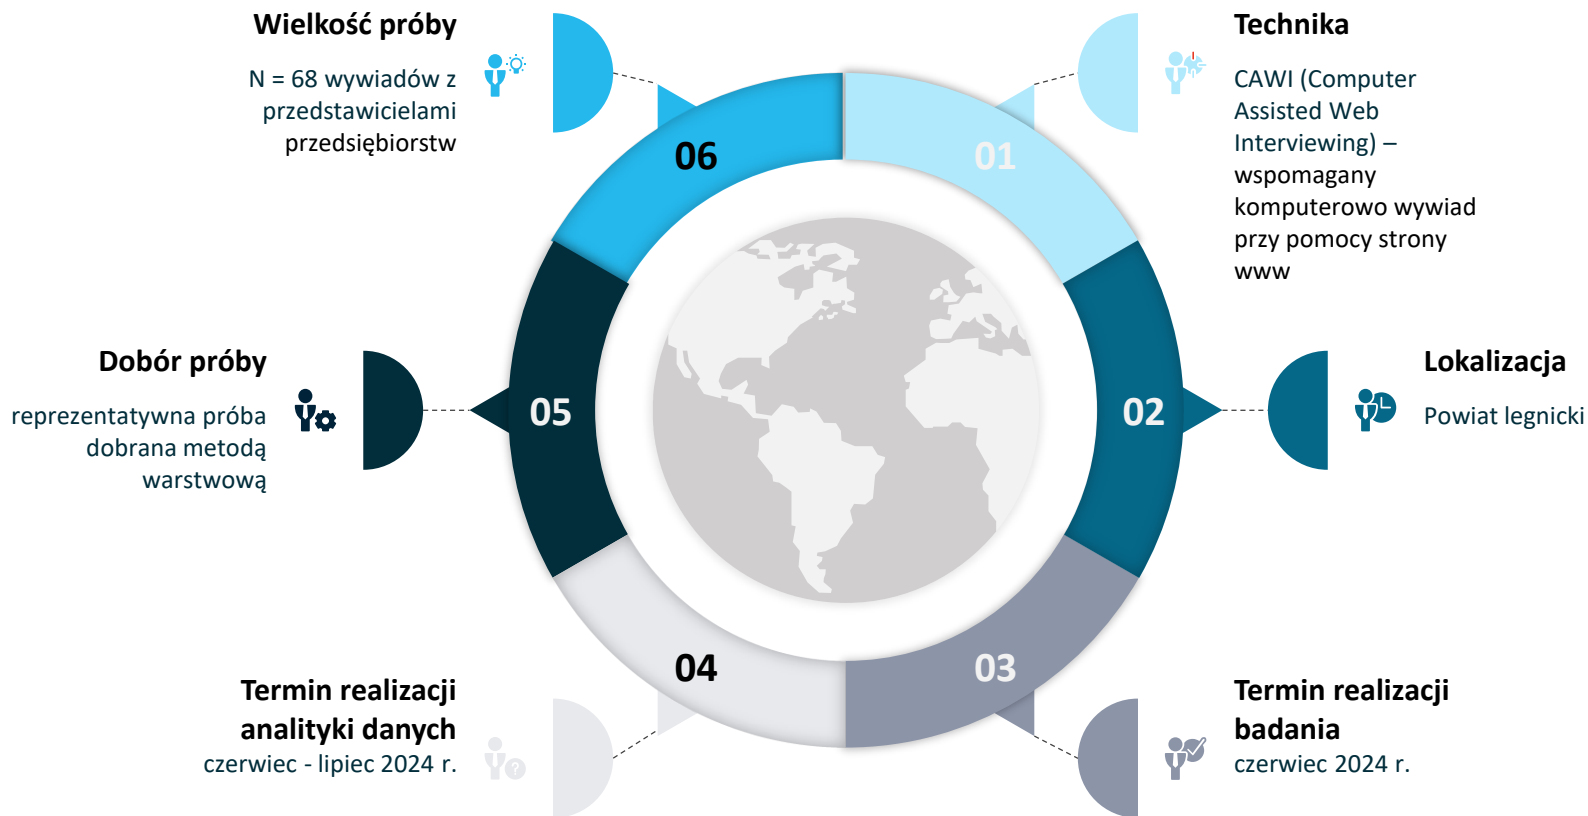 Wielkość próby
N = 68 wywiadów z
przedstawicielami
przedsiębiorstw
06
Technika
CAWI (Computer
Assisted Web
Interviewing) –
wspomagany
komputerowo wywiad
przy pomocy strony
www
01
Dobór próby
reprezentatywna próba
dobrana metodą
warstwową
05
02
Lokalizacja
Powiat legnicki
04
Termin realizacji
analityki danych
czerwiec - lipiec 2024 r.
?
03
Termin realizacji
badania
czerwiec 2024 r.